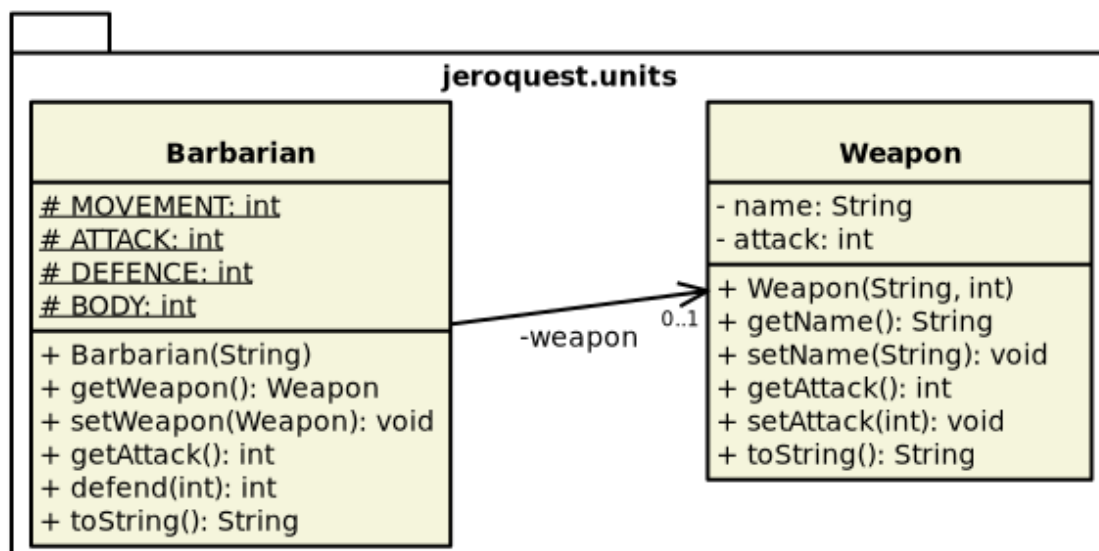 jeroquest.units
Barbarian
# MOVEMENT: int
# ATTACK: int
# DEFENCE: int
# BODY: int
+ Barbarian(String)
+ getWeapon(): Weapon
+ setWeapon(Weapon): void
+ getAttack(): int
+ defend(int): int
+ toString(): String
-weapon
0..1
Weapon
- name: String
- attack: int
+ Weapon(String, int)
+ getName(): String
+ setName(String): void
+ getAttack(): int
+ setAttack(int): void
+ toString(): String